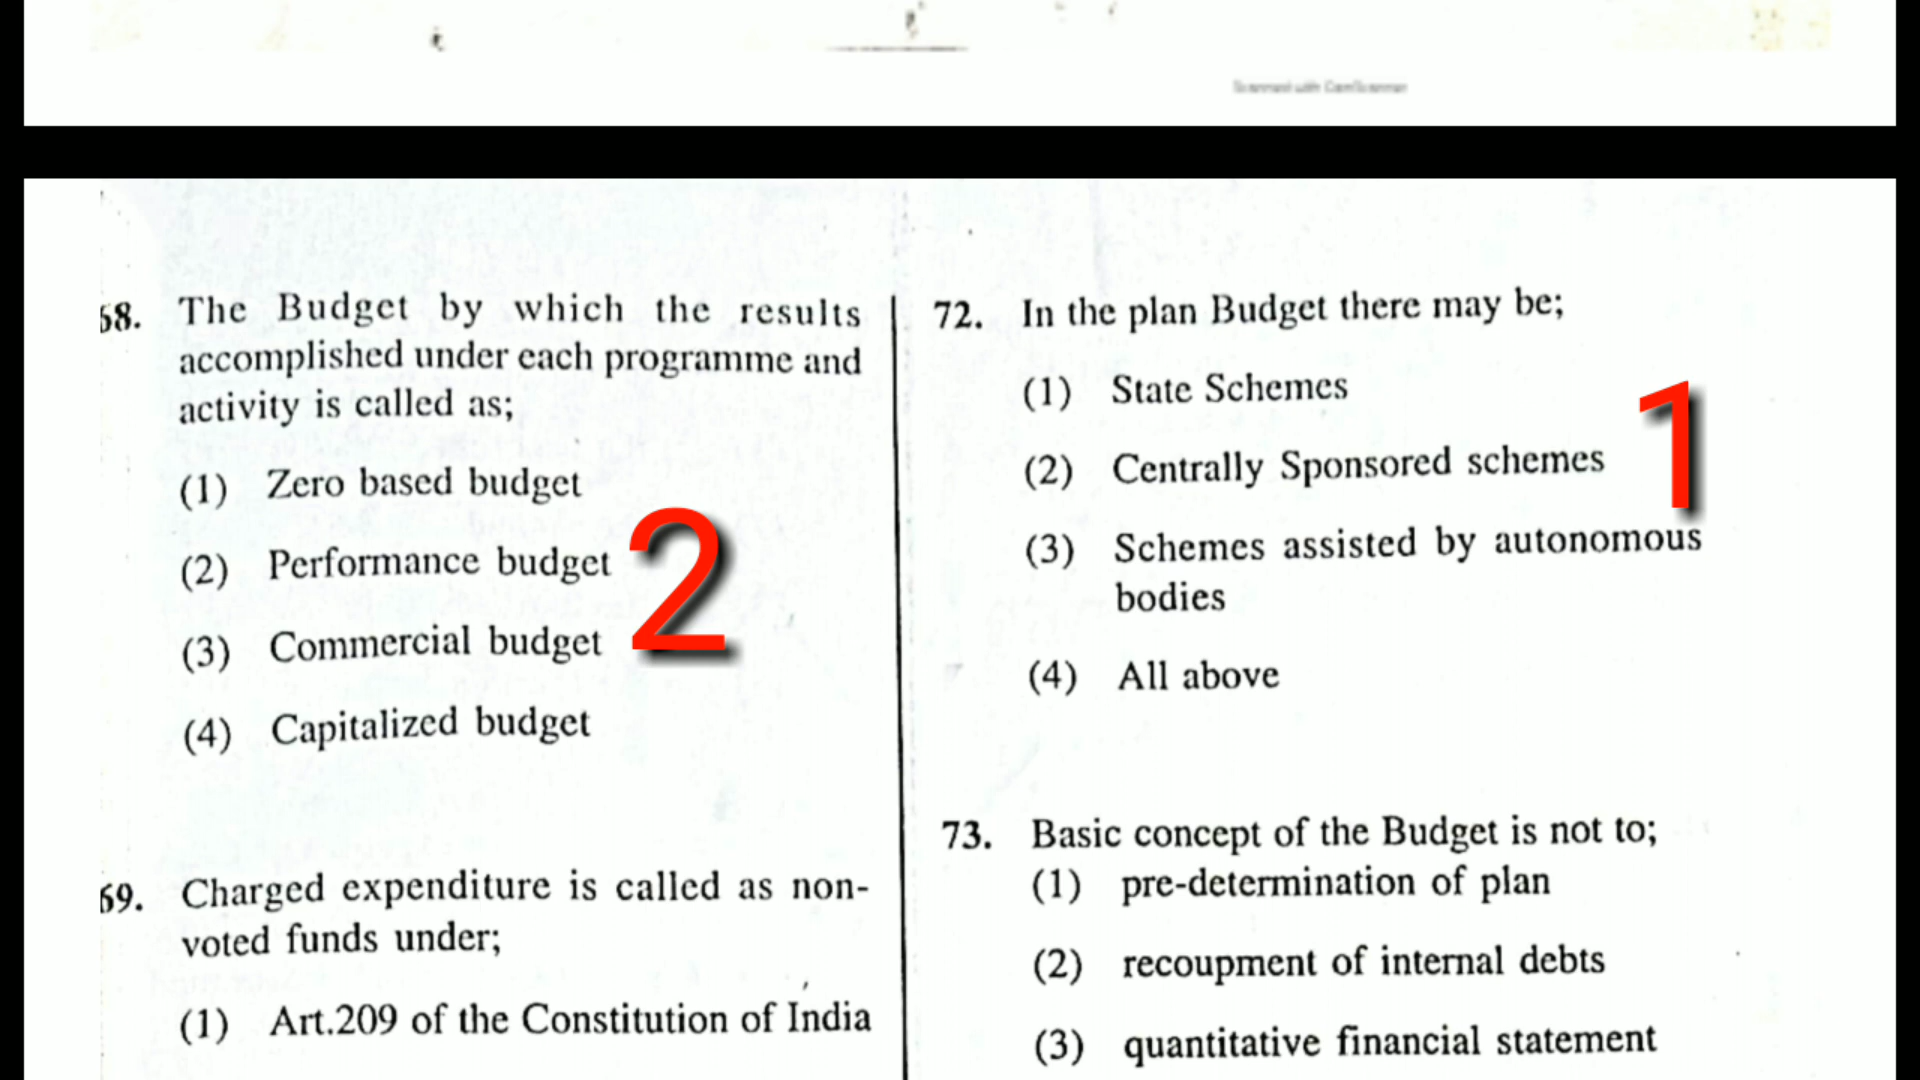 Scanned with CamScanner
68. The Budget by which the results
accomplished under each programme and
activity is called as;
(1) Zero based budget
(2) Performance budget
(3) Commercial budget
(4) Capitalized budget
2
69. Charged expenditure is called as non-
voted funds under;
(1) Art.209 of the Constitution of India
72. In the plan Budget there may be;
(1) State Schemes
(2) Centrally Sponsored schemes
1
(3) Schemes assisted by autonomous
bodies
(4) All above
73. Basic concept of the Budget is not to;
(1) pre-determination of plan
(2) recoupment of internal debts
(3) quantitative financial statement